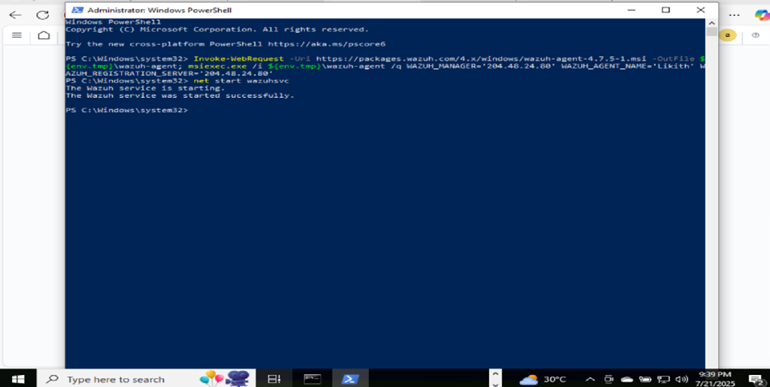 Administrator: Windows PowerShell
Windows PowerShell
Copyright (C) Microsoft Corporation. All rights reserved.
Try the new cross-platform PowerShell https://aka.ms/pscore6
PS C:\Windows\system32> Invoke-WebRequest -Uri https://packages.wazuh.com/4.x/windows/wazuh-agent-4.7.5-1.msi -OutFile $
{env.tmp}\wazuh-agent; msiexec.exe /i ${env.tmp}\wazuh-agent /q WAZUH_MANAGER='204.48.24.80' WAZUH_AGENT_NAME='Likith' W
AZUH_REGISTRATION_SERVER='204.48.24.80'
PS C:\Windows\system32> net start wazuhsvc
The Wazuh service is starting.
The Wazuh service was started successfully.
PS C:\Windows\system32>
Type here to search
30°C
9:39 PM
7/21/2025
2